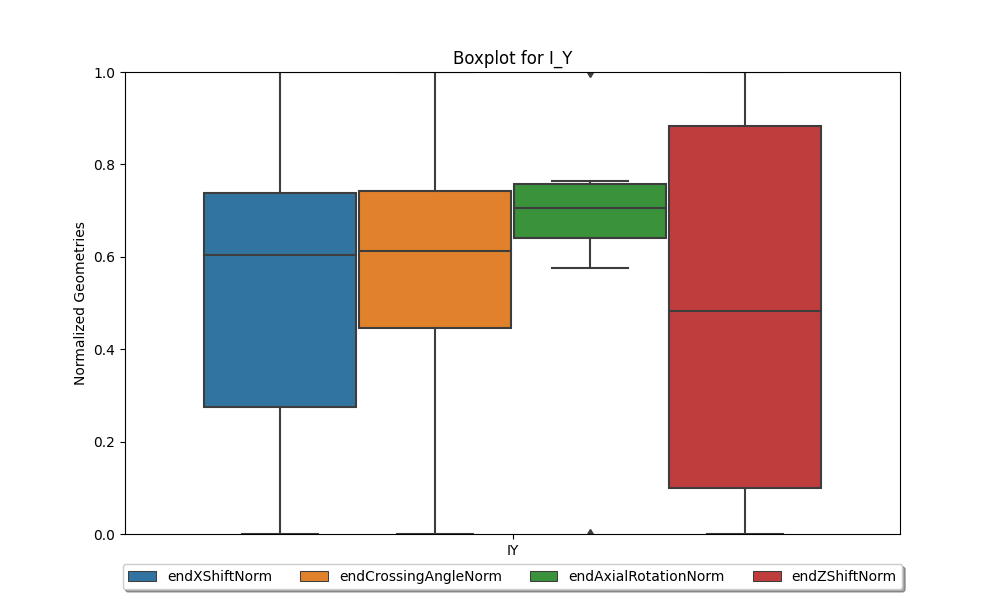 Boxplot for I_Y
1.0
0.8
0.6
0.4
0.2
0.0
Normalized Geometries
IY
endXShiftNorm endCrossingAngleNorm endAxialRotationNorm endZShiftNorm